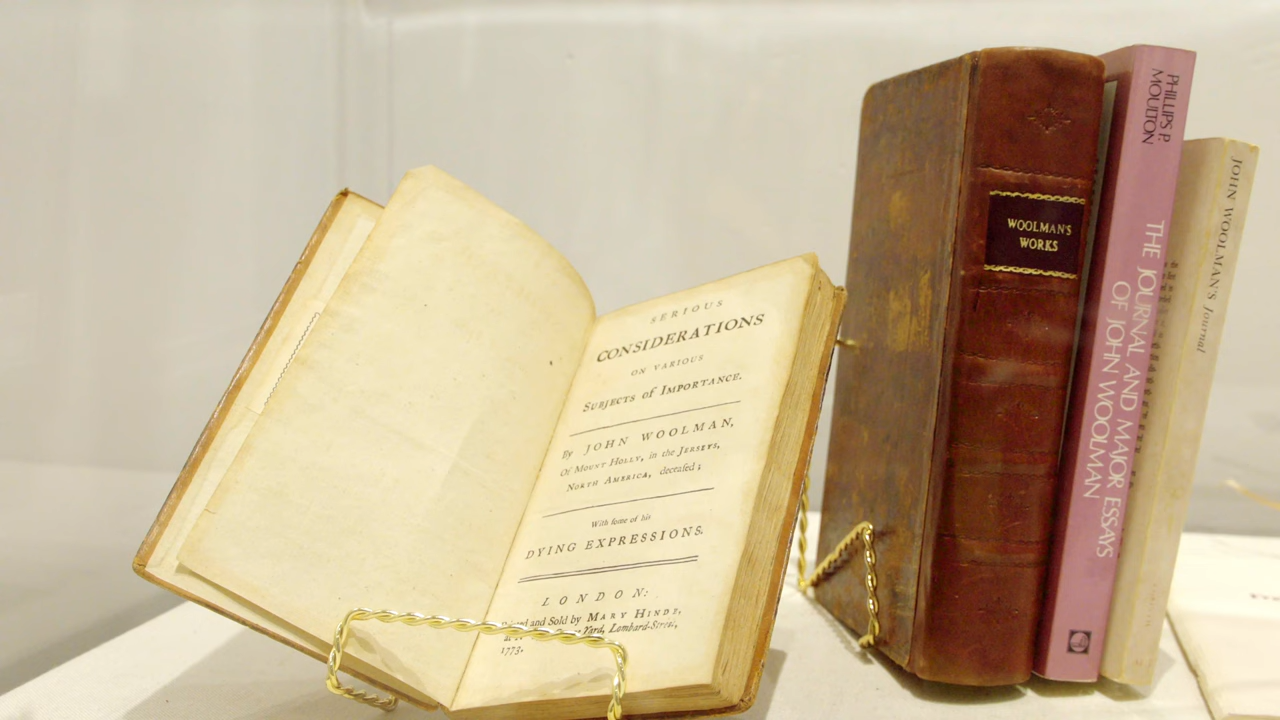 SERIOUS
CONSIDERATIONS
ON VARIOUS
SUBJECTS of IMPORTANCE.
By JOHN WOOLMAN,
Of MOUNT HOLLY, in the JERSEYS,
NORTH AMERICA, deceaſed;
With ſome of his
DYING EXPRESSIONS.
LONDON:
and Sold by MARY HINDE,
Yard, Lombard-Street,
1773.
WOOLMAN'S
WORKS
PHILLIPS P.
MOULTON
THE JOURNAL AND MAJOR ESSAYS
OF JOHN WOOLMAN
JOHN WOOLMAN'S Journal